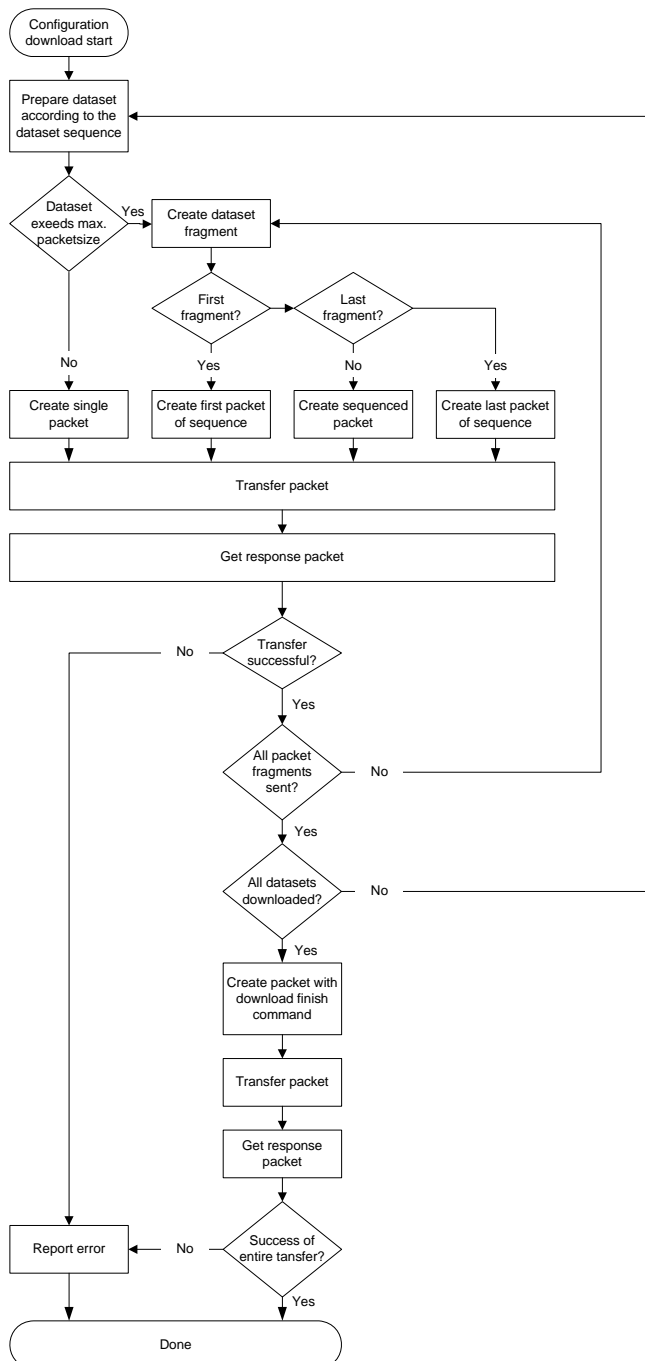 Configuration
download start
Prepare dataset
according to the
dataset sequence
Dataset
exeeds max.
packetsize
Yes
Create dataset
fragment
First
fragment?
Last
fragment?
No
Yes
No
Yes
Create single
packet
Create first packet
of sequence
Create sequenced
packet
Create last packet
of sequence
Transfer packet
Get response packet
Transfer
successful?
No
Yes
All packet
fragments
sent?
No
Yes
All datasets
downloaded?
No
Yes
Create packet with
download finish
command
Transfer packet
Get response
packet
Success of
entire tansfer?
No
Report error
Yes
Done